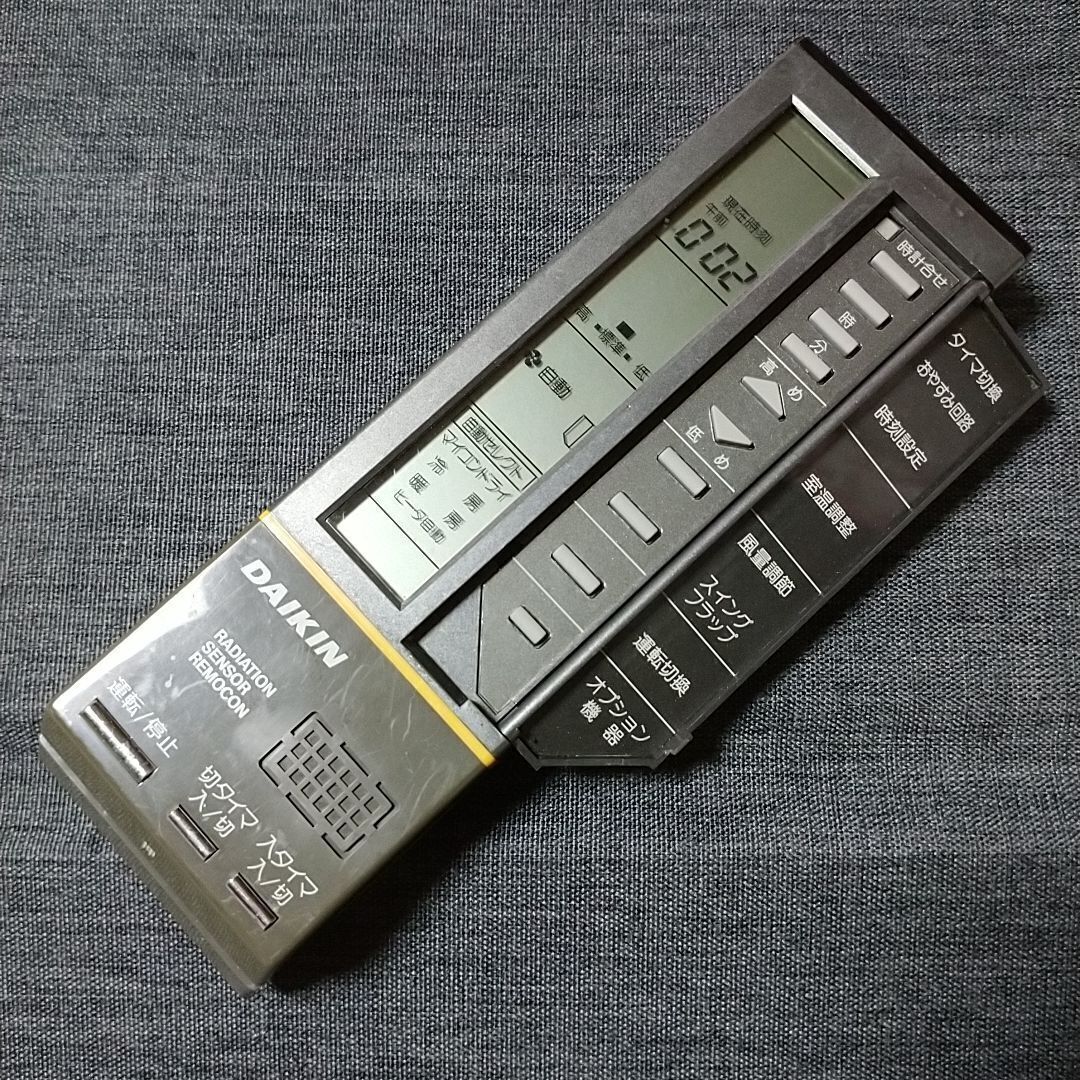 現在時刻
午前
0:02
高 ・標準・ 低
自動
自動セレクト
マイコンドライ
冷房
暖房
ヒータ自動
時計合せ
時
分
高め
低め
タイマ切換
おやすみ回路
時刻設定
室温調整
風量調節
スイング
フラップ
運転切換
オプション
機器
DAIKIN
RADIATION
SENSOR
REMOCON
運転/停止
切タイマ
入/切
入タイマ
入/切